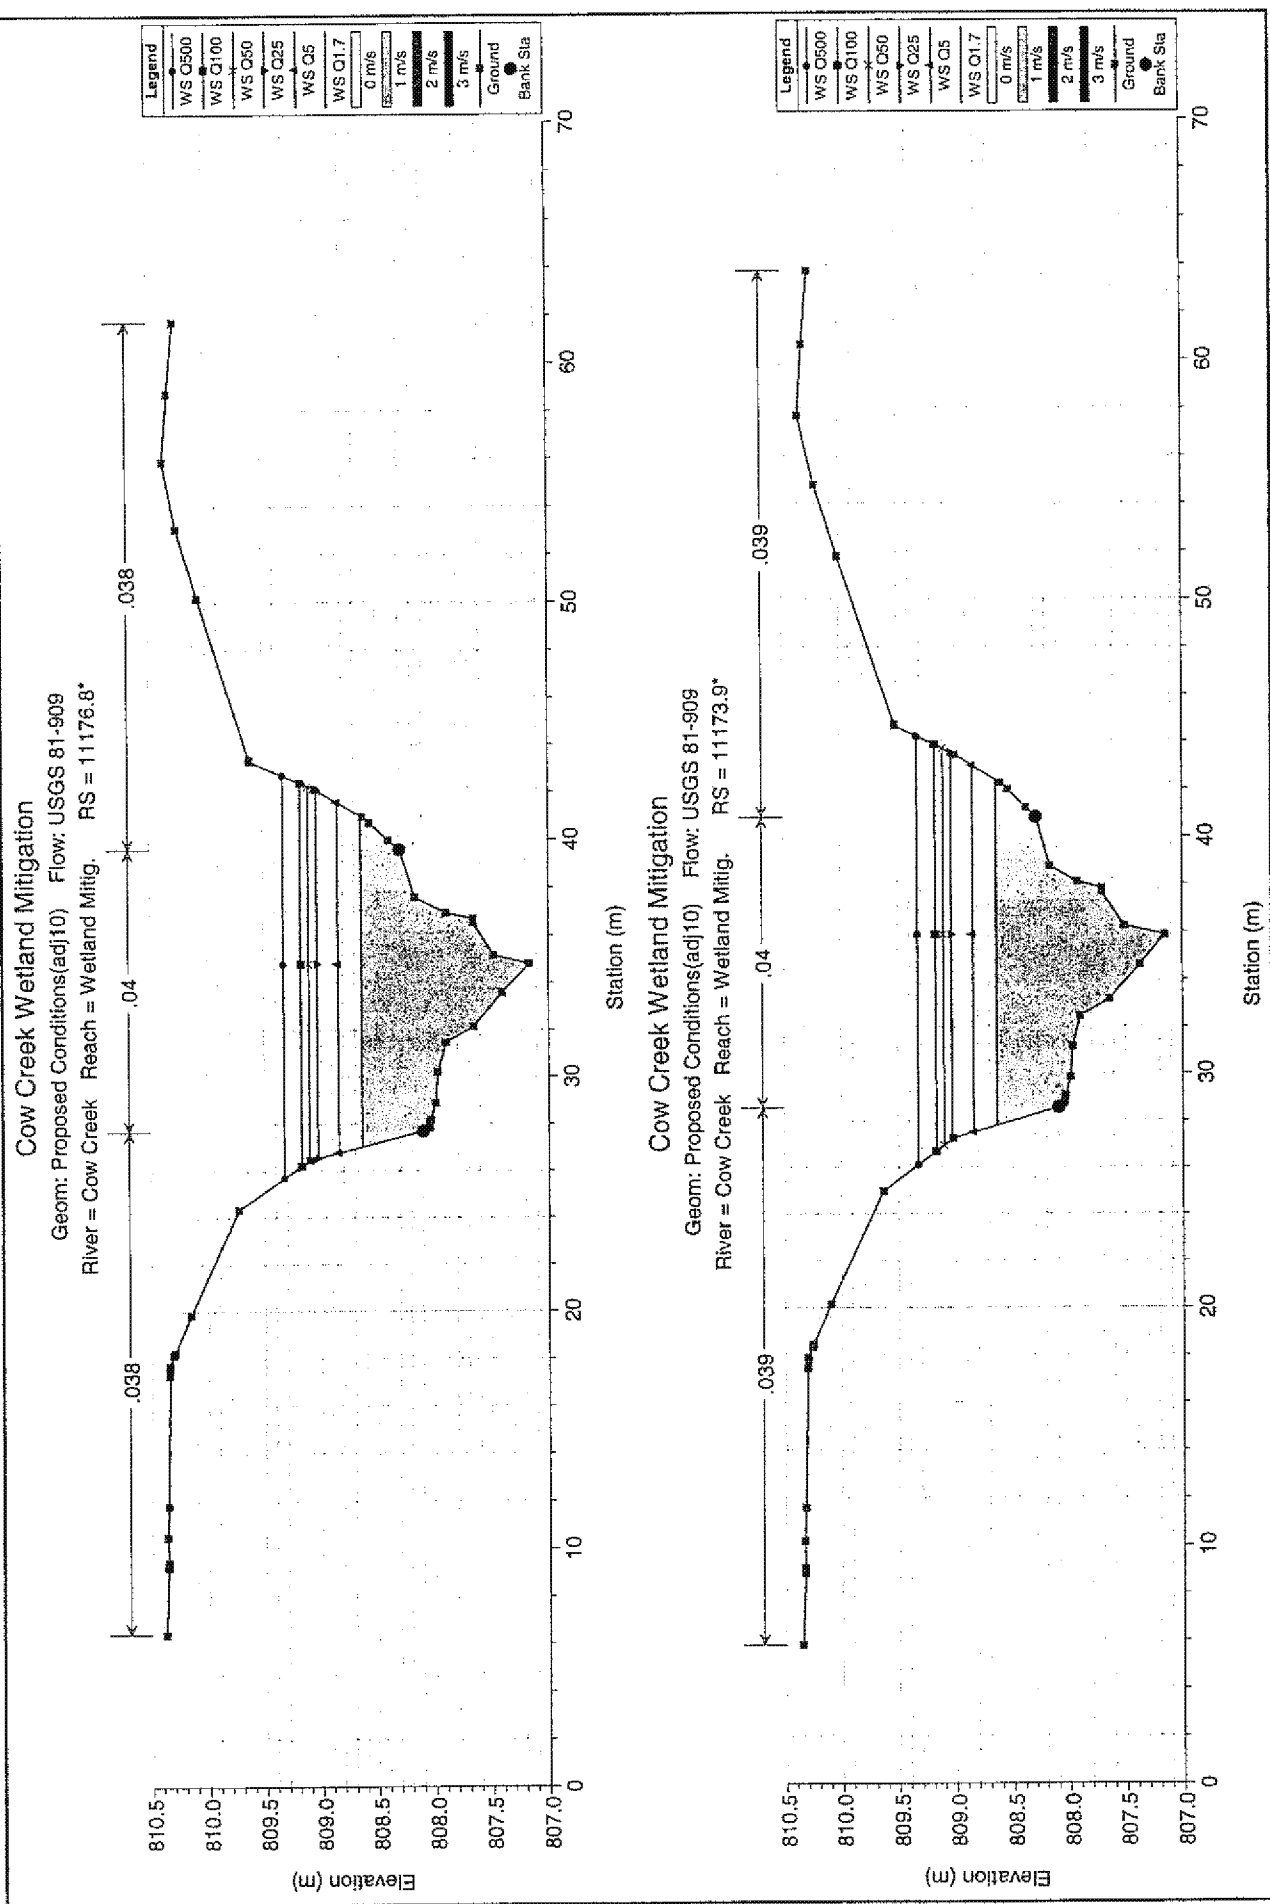 Cow Creek Wetland Mitigation
Geom: Proposed Conditions(adj10) Flow: USGS 81-909
River = Cow Creek Reach = Wetland Mitig. RS = 11176.8*
.038
.04
.038
Legend
WS Q500
WS Q100
WS Q50
WS Q25
WS Q5
WS Q1.7
0 m/s
1 m/s
2 m/s
3 m/s
Ground
Bank Sta
Elevation (m)
810.5
810.0
809.5
809.0
808.5
808.0
807.5
807.0
0
10
20
30
40
50
60
70
Station (m)
Cow Creek Wetland Mitigation
Geom: Proposed Conditions(adj10) Flow: USGS 81-909
River = Cow Creek Reach = Wetland Mitig. RS = 11173.9*
.039
.04
.039
Legend
WS Q500
WS Q100
WS Q50
WS Q25
WS Q5
WS Q1.7
0 m/s
1 m/s
2 m/s
3 m/s
Ground
Bank Sta
Elevation (m)
810.5
810.0
809.5
809.0
808.5
808.0
807.5
807.0
0
10
20
30
40
50
60
70
Station (m)